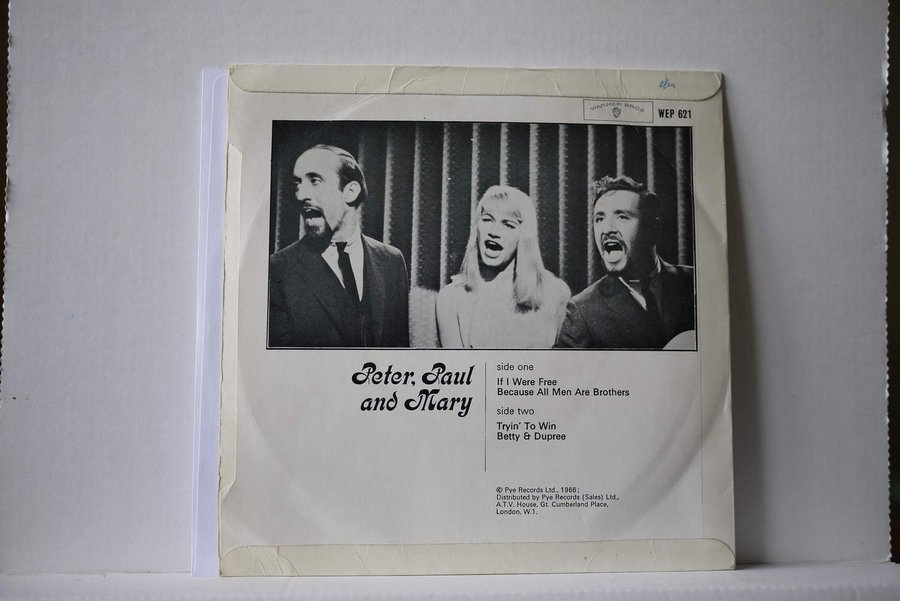 WARNER BROS
WEP 621
Peter, Paul
and Mary
side one
If I Were Free
Because All Men Are Brothers
side two
Tryin' To Win
Betty & Dupree
© Pye Records Ltd., 1966;
Distributed by Pye Records (Sales) Ltd.,
A.T.V. House, Gt. Cumberland Place,
London, W.1.